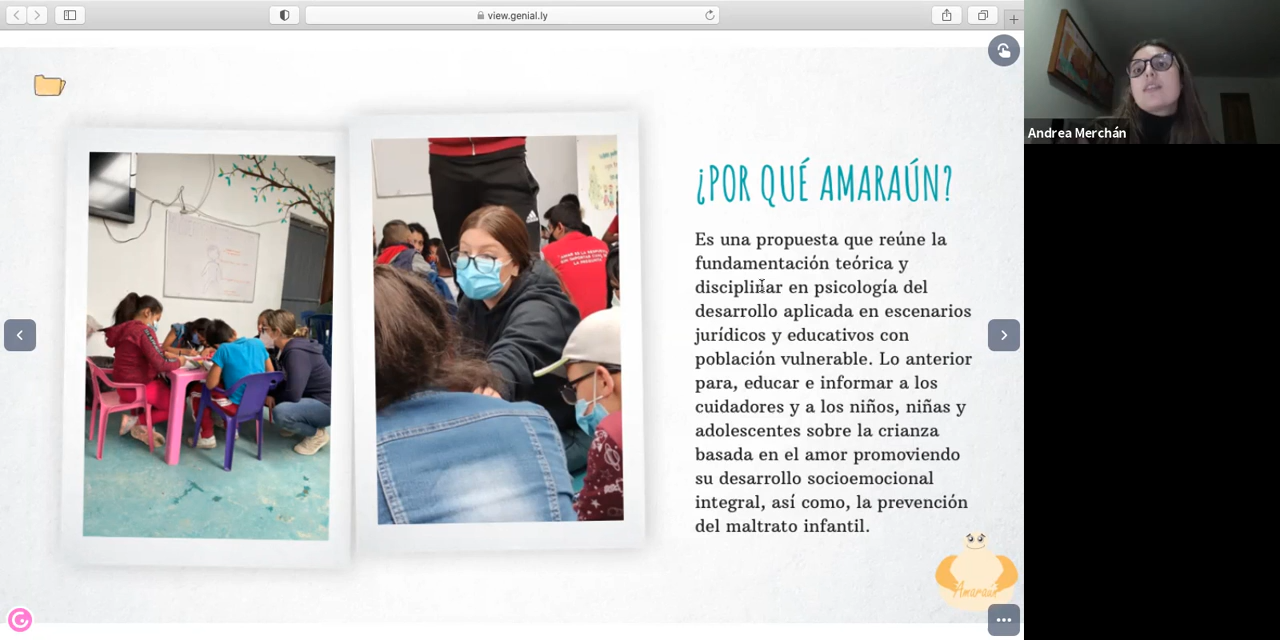 view.genial.ly
Andrea Merchán
¿POR QUÉ AMARAÚN?
Es una propuesta que reúne la
fundamentación teórica y
disciplinar en psicología del
desarrollo aplicada en escenarios
jurídicos y educativos con
población vulnerable. Lo anterior
para, educar e informar a los
cuidadores y a los niños, niñas y
adolescentes sobre la crianza
basada en el amor promoviendo
su desarrollo socioemocional
integral, así como, la prevención
del maltrato infantil.
Amaraún
adidas